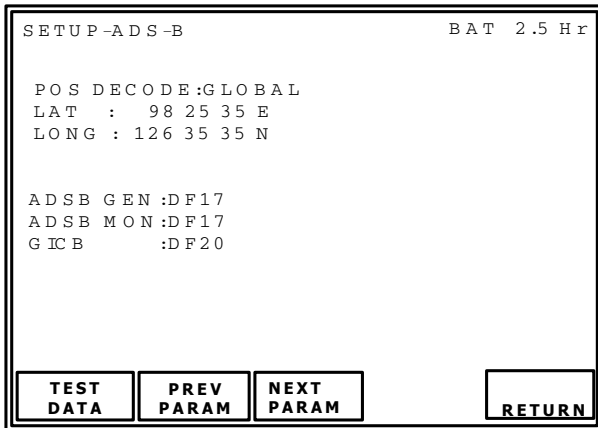 SETUP-ADS-B BAT 2.5 Hr
POS DECODE:GLOBAL
LAT : 98 25 35 E
LONG : 126 35 35 N
ADSB GEN:DF17
ADSB MON:DF17
GICB :DF20
TEST DATA
PREV PARAM
NEXT PARAM
RETURN